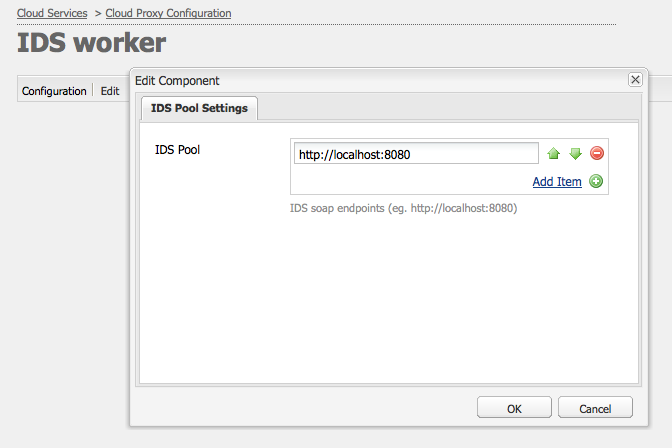 Cloud Services > Cloud Proxy Configuration
IDS worker
Configuration Edit
Edit Component
IDS Pool Settings
IDS Pool
http://localhost:8080
Add Item
IDS soap endpoints (eg. http://localhost:8080)
OK Cancel